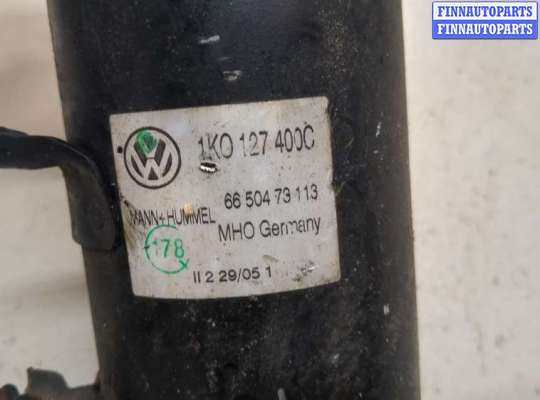 FINNAUTOPARTS
FINNAUTOPARTS
1K0 127 400C
66 504 73 113
MANN+HUMMEL
MHO Germany
178
II 2 29/05 1